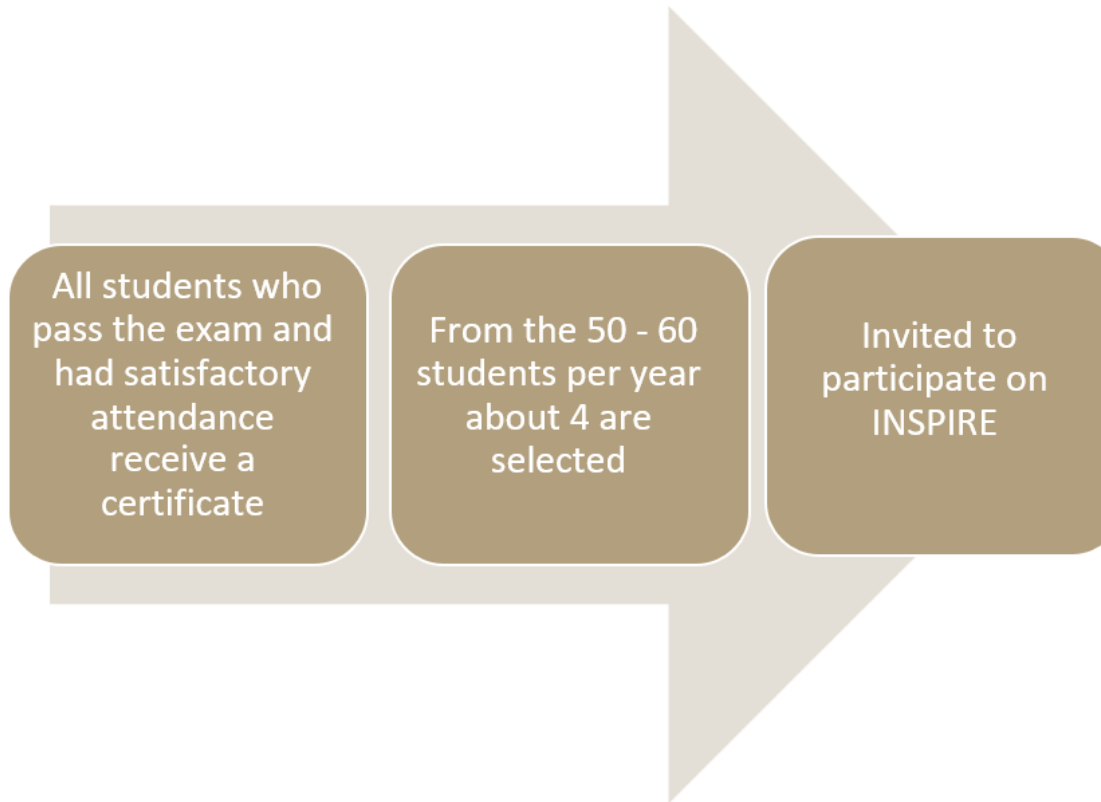 All students who
pass the exam and
had satisfactory
attendance
receive a
certificate
From the 50 - 60
students per year
about 4 are
selected
Invited to
participate on
INSPIRE